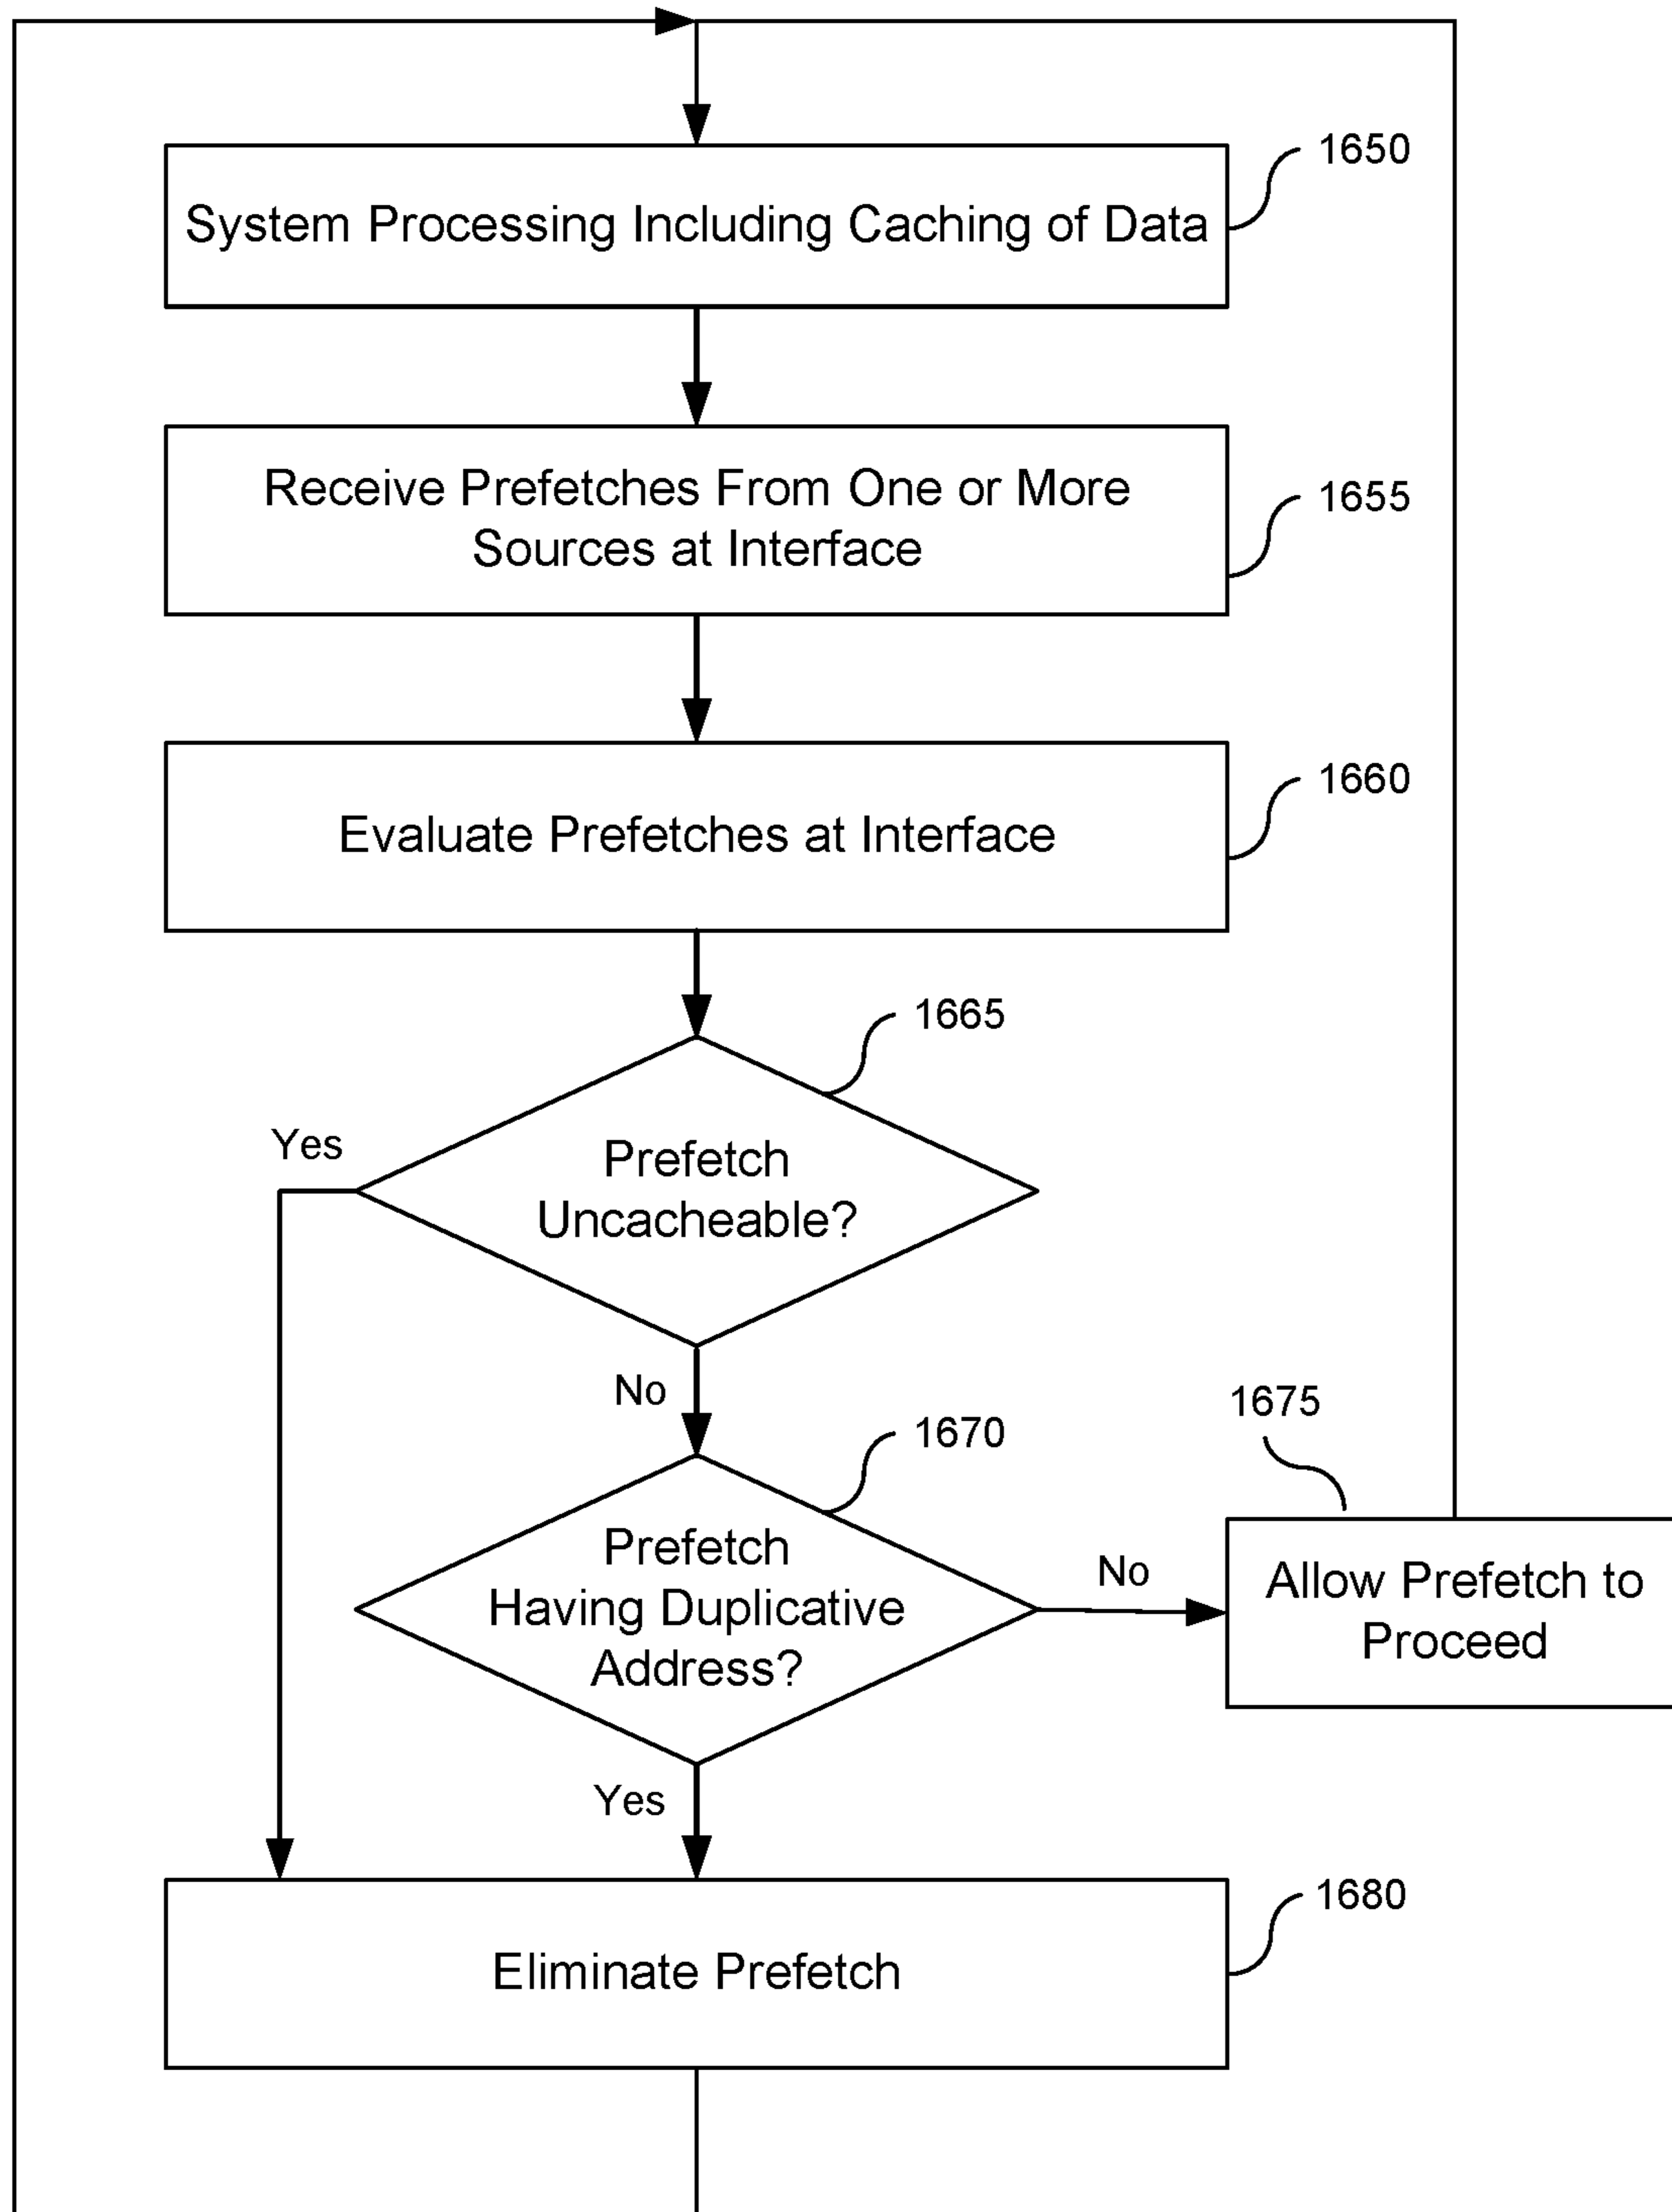 1650
System Processing Including Caching of Data
Receive Prefetches From One or More
Sources at Interface
1655
1660
Evaluate Prefetches at Interface
1665
Yes
Prefetch
Uncacheable?
No
1670
1675
Prefetch
Having Duplicative
Address?
No
Allow Prefetch to
Proceed
Yes
1680
Eliminate Prefetch